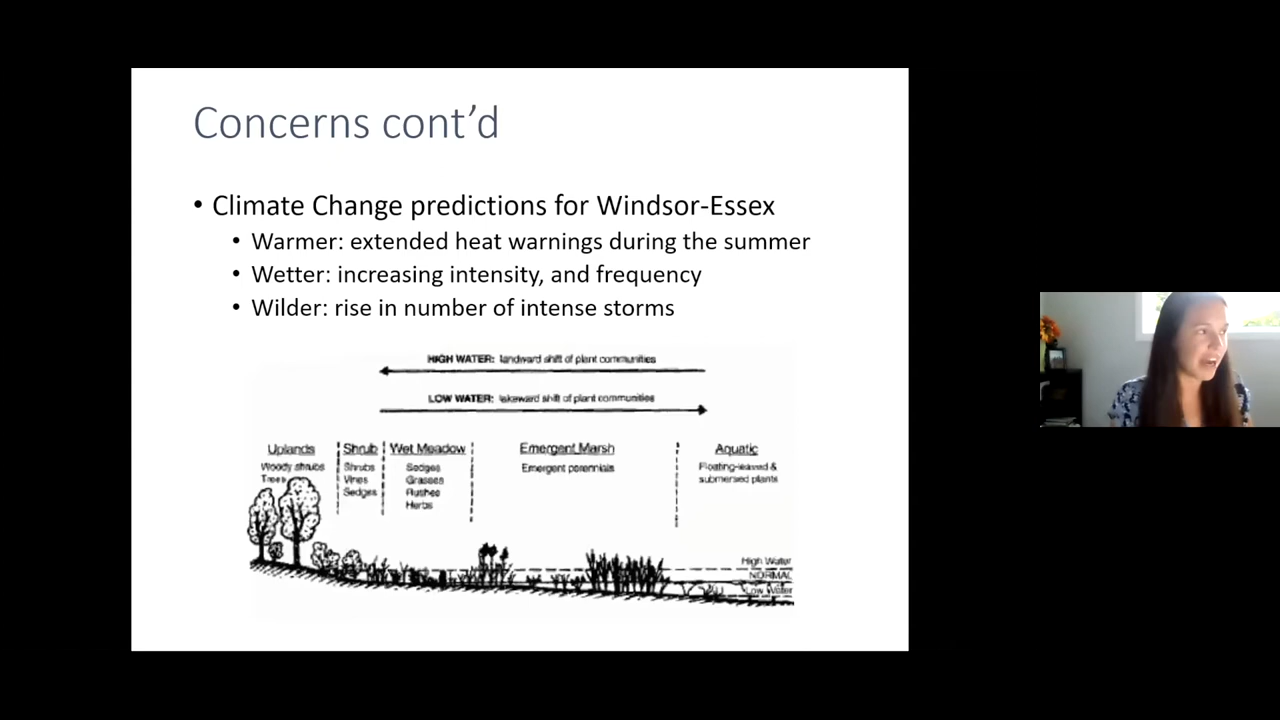 Concerns cont’d
• Climate Change predictions for Windsor-Essex
• Warmer: extended heat warnings during the summer
• Wetter: increasing intensity, and frequency
• Wilder: rise in number of intense storms
HIGH WATER: landward shift of plant communities
LOW WATER: lakeward shift of plant communities
Uplands
Woody shrubs
Trees
Shrub
Shrubs
Vines
Sedges
Wet Meadow
Sedges
Grasses
Rushes
Herbs
Emergent Marsh
Emergent perennials
Aquatic
Floating-leaved &
submersed plants
High Water
NORMAL
Low Water